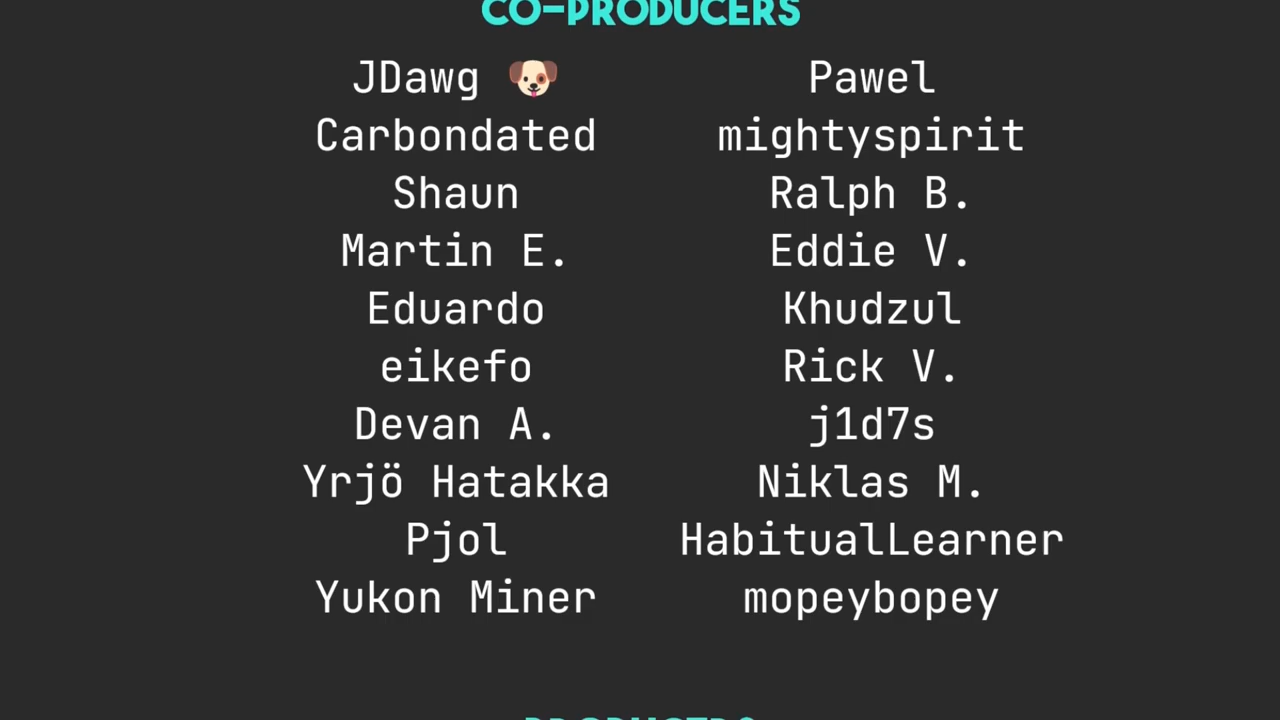 CO-PRODUCERS
JDawg 🐶 Pawel
Carbondated mightyspirit
Shaun Ralph B.
Martin E. Eddie V.
Eduardo Khudzul
eikefo Rick V.
Devan A. j1d7s
Yrjö Hatakka Niklas M.
Pjol HabitualLearner
Yukon Miner mopeybopey
PRODUCERS